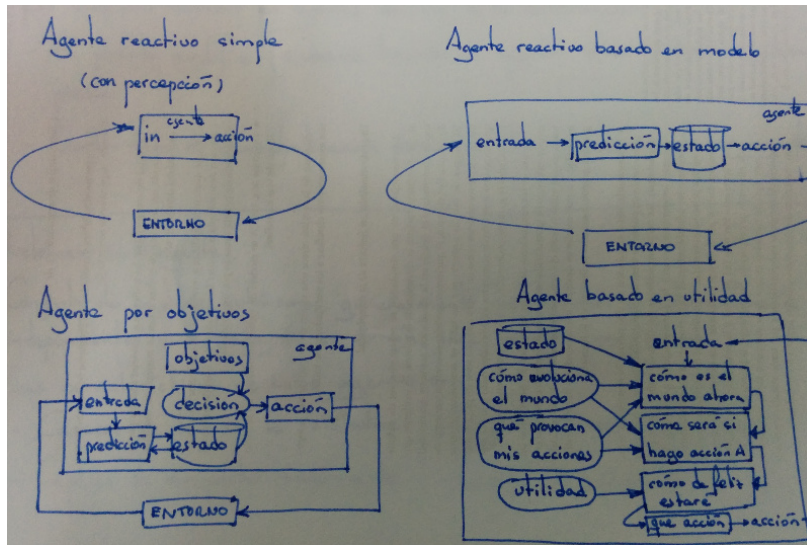 Agente reactivo simple
(con percepción)
agente
in → acción
ENTORNO
Agente reactivo basado en modelo
agente
entrada → predicción → estado → acción
ENTORNO
Agente por objetivos
agente
objetivos
entrada
decisión → acción
predicción
estado
ENTORNO
Agente basado en utilidad
estado
entrada
cómo evoluciona
el mundo
cómo es el
mundo ahora
qué provocan
mis acciones
cómo será si
hago acción A
utilidad
cómo de feliz
estaré
que acción → acción